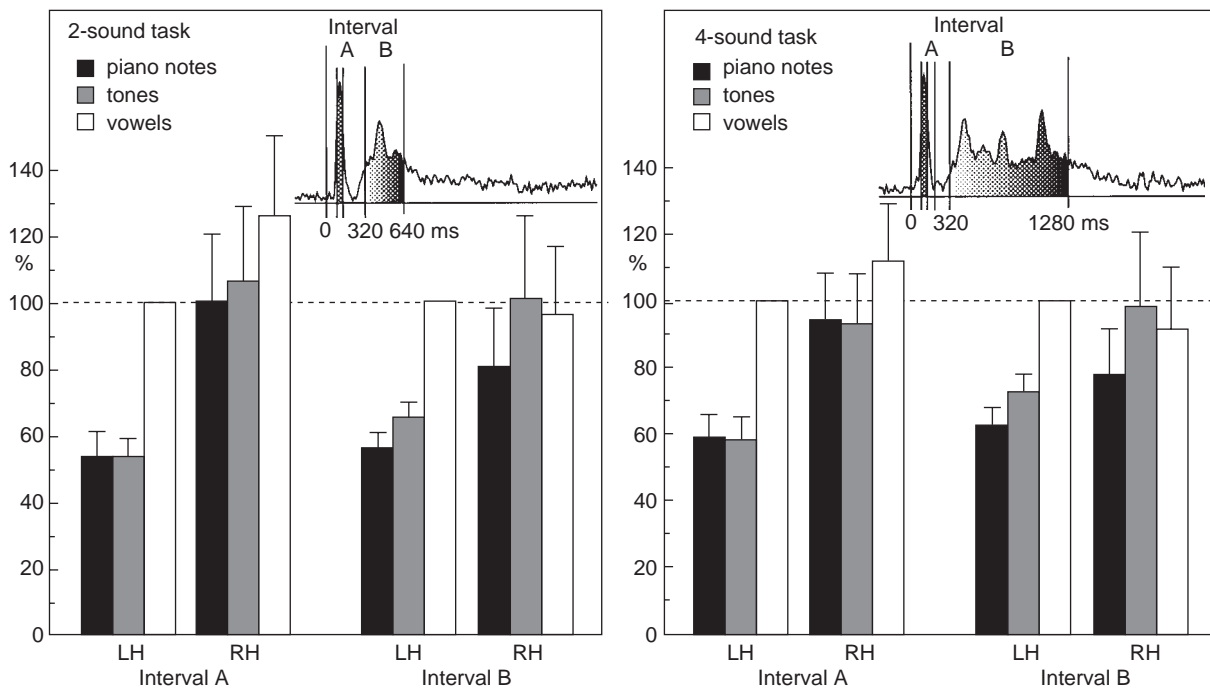 2-sound task
piano notes
tones
vowels
Interval
A B
0 320 640 ms
140
120
%
100
80
60
40
20
0
LH RH LH RH
Interval A Interval B
4-sound task
piano notes
tones
vowels
Interval
A B
0 320 1280 ms
140
120
%
100
80
60
40
20
0
LH RH LH RH
Interval A Interval B